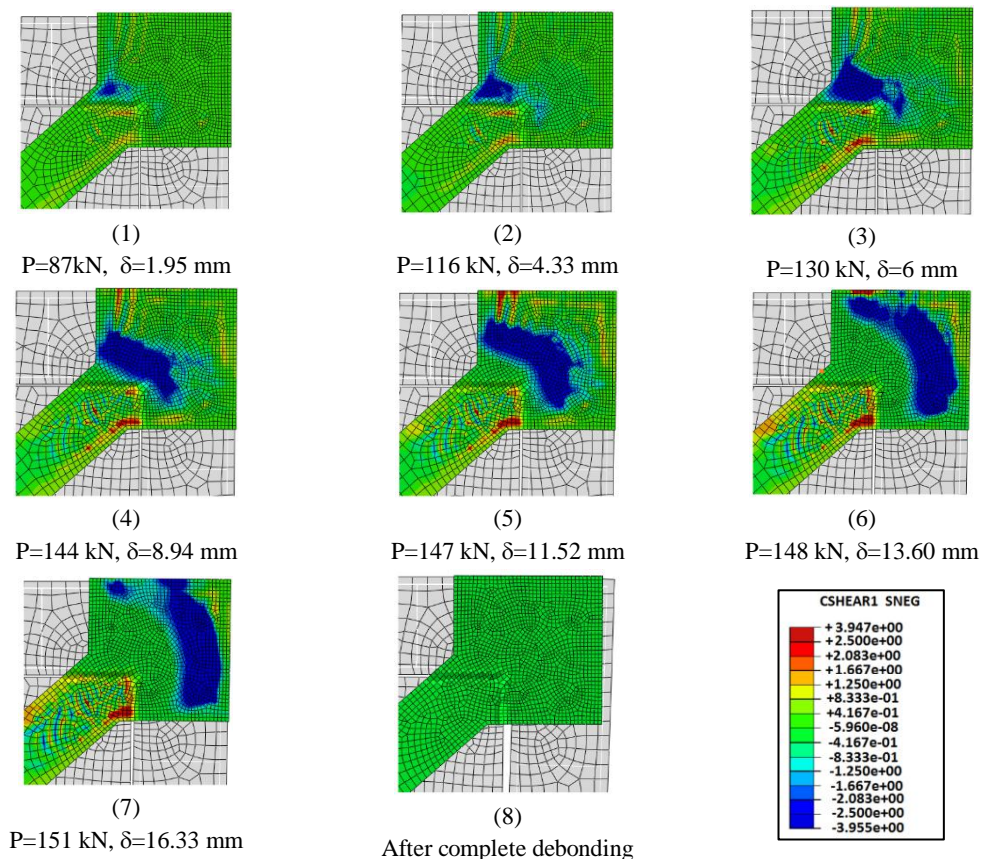 (1)
P=87kN, δ=1.95 mm
(2)
P=116 kN, δ=4.33 mm
(3)
P=130 kN, δ=6 mm
(4)
P=144 kN, δ=8.94 mm
(5)
P=147 kN, δ=11.52 mm
(6)
P=148 kN, δ=13.60 mm
(7)
P=151 kN, δ=16.33 mm
(8)
After complete debonding
CSHEAR1 SNEG
+3.947e+00
+2.500e+00
+2.083e+00
+1.667e+00
+1.250e+00
+8.333e-01
+4.167e-01
-5.960e-08
-4.167e-01
-8.333e-01
-1.250e+00
-1.667e+00
-2.083e+00
-2.500e+00
-3.955e+00